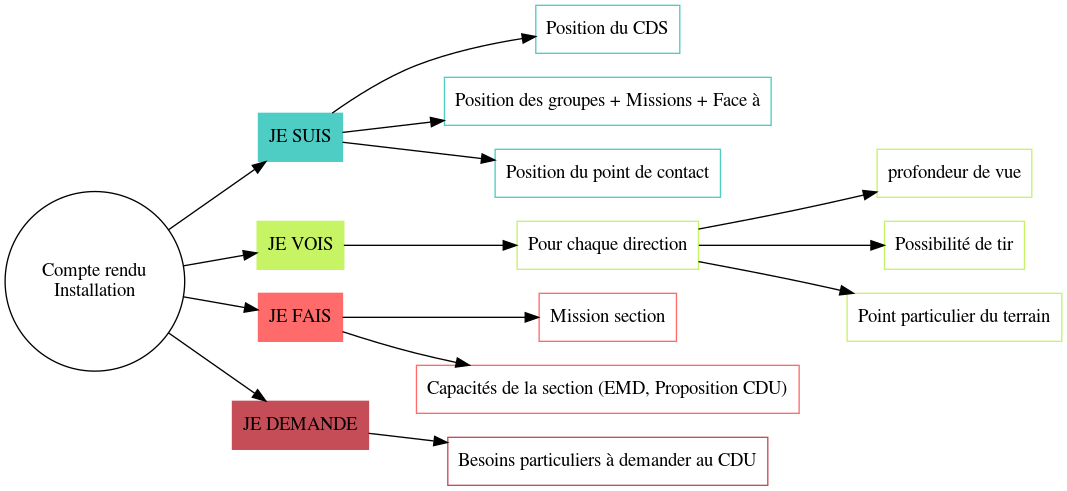 Compte rendu
Installation
JE SUIS
Position du CDS
Position des groupes + Missions + Face à
Position du point de contact
JE VOIS
Pour chaque direction
profondeur de vue
Possibilité de tir
Point particulier du terrain
JE FAIS
Mission section
Capacités de la section (EMD, Proposition CDU)
JE DEMANDE
Besoins particuliers à demander au CDU